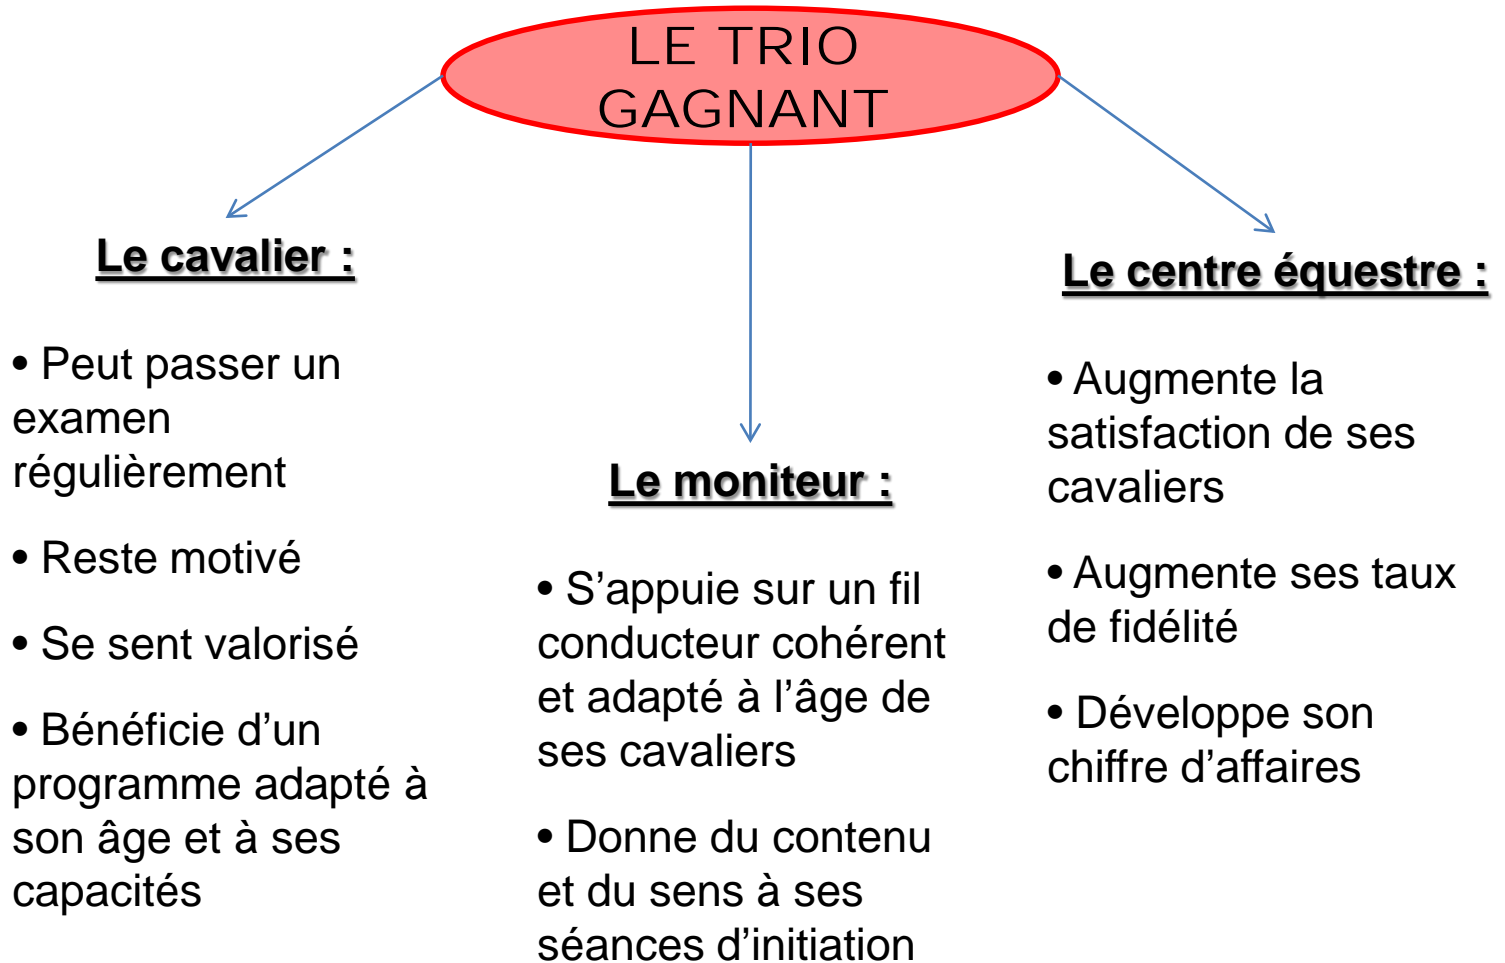 LE TRIO
GAGNANT
Le cavalier :
• Peut passer un
examen
régulièrement
• Reste motivé
• Se sent valorisé
• Bénéficie d’un
programme adapté à
son âge et à ses
capacités
Le moniteur :
• S’appuie sur un fil
conducteur cohérent
et adapté à l’âge de
ses cavaliers
• Donne du contenu
et du sens à ses
séances d’initiation
Le centre équestre :
• Augmente la
satisfaction de ses
cavaliers
• Augmente ses taux
de fidélité
• Développe son
chiffre d’affaires